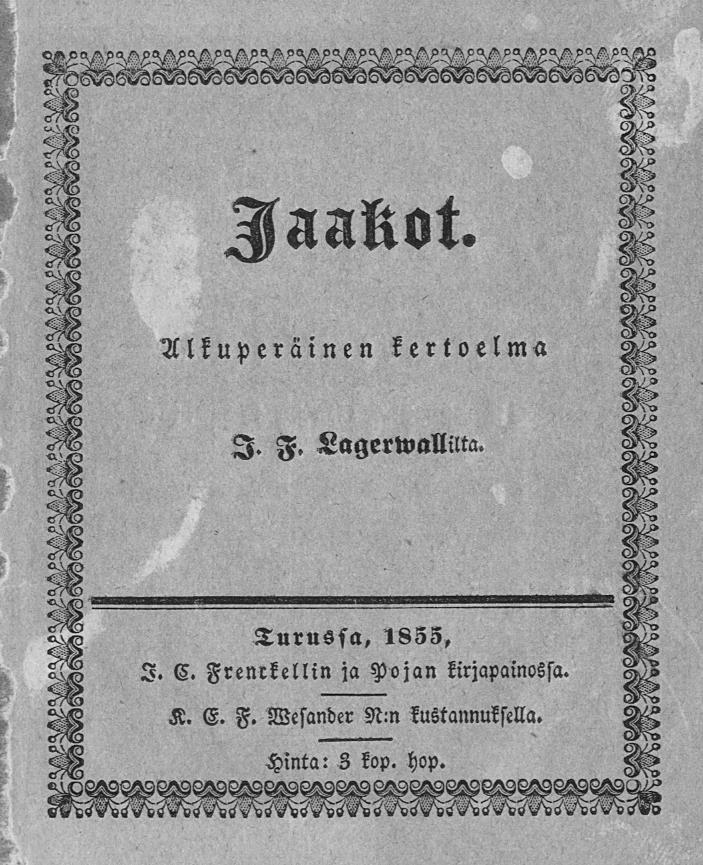 Jaakot.
Alkuperäinen kertoelma
J. F. Lagerwallilta.
Turussa, 1855,
J. C. Frenckellin ja Pojan kirjapainossa.
K. E. F. Wesander N:n kustannuksella.
Hinta: 3 kop. hop.